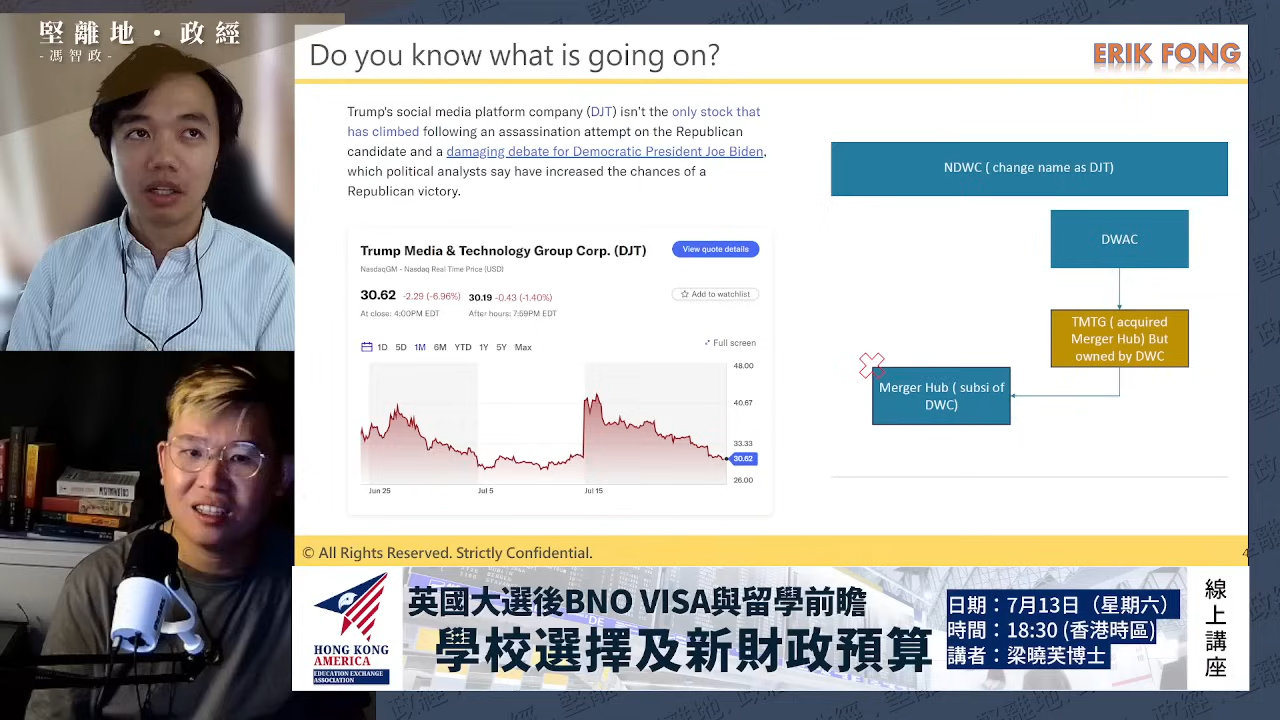 堅離地・政經
- 馮智政 -
Do you know what is going on?
ERIK FONG
Trump's social media platform company (DJT) isn’t the only stock that
has climbed following an assassination attempt on the Republican
candidate and a damaging debate for Democratic President Joe Biden,
which political analysts say have increased the chances of a
Republican victory.
Trump Media & Technology Group Corp. (DJT)
View quote details
NasdaqGM - Nasdaq Real Time Price (USD)
30.62 -2.29 (-6.96%) 30.19 -0.43 (-1.40%)
Add to watchlist
At close: 4:00PM EDT After hours: 7:59PM EDT
1D 5D 1M 6M YTD 1Y 5Y Max
Full screen
48.00
40.67
33.33
30.62
26.00
Jun 25 Jul 5 Jul 15
NDWC ( change name as DJT)
DWAC
TMTG ( acquired
Merger Hub) But
owned by DWC
Merger Hub ( subsi of
DWC)
© All Rights Reserved. Strictly Confidential.
4
HONG KONG
AMERICA
EDUCATION EXCHANGE
ASSOCIATION
英國大選後BNO VISA與留學前瞻
學校選擇及新財政預算
日期：7月13日（星期六）
時間：18:30 (香港時區)
講者：梁曉芙博士
線上講座